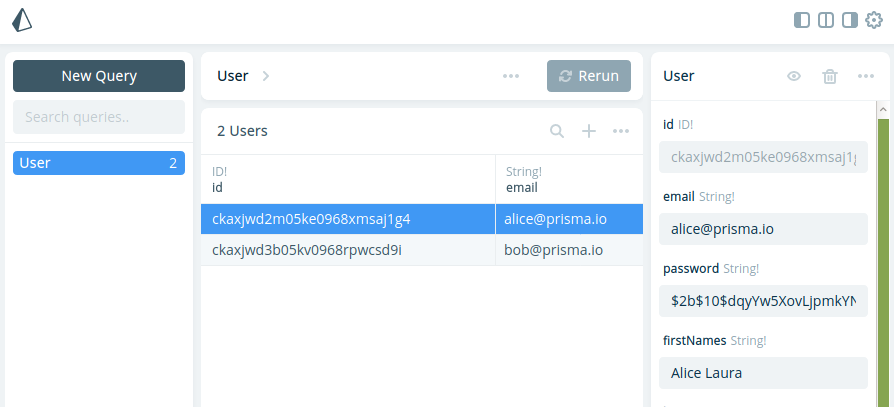 New Query
Search queries..
User 2
User
Rerun
2 Users
ID!
id
String!
email
ckaxjwd2m05ke0968xmsaj1g4 alice@prisma.io
ckaxjwd3b05kv0968rpwcsd9i bob@prisma.io
User
id ID!
ckaxjwd2m05ke0968xmsaj1g
email String!
alice@prisma.io
password String!
$2b$10$dqyYw5XovLjpmkYN
firstNames String!
Alice Laura